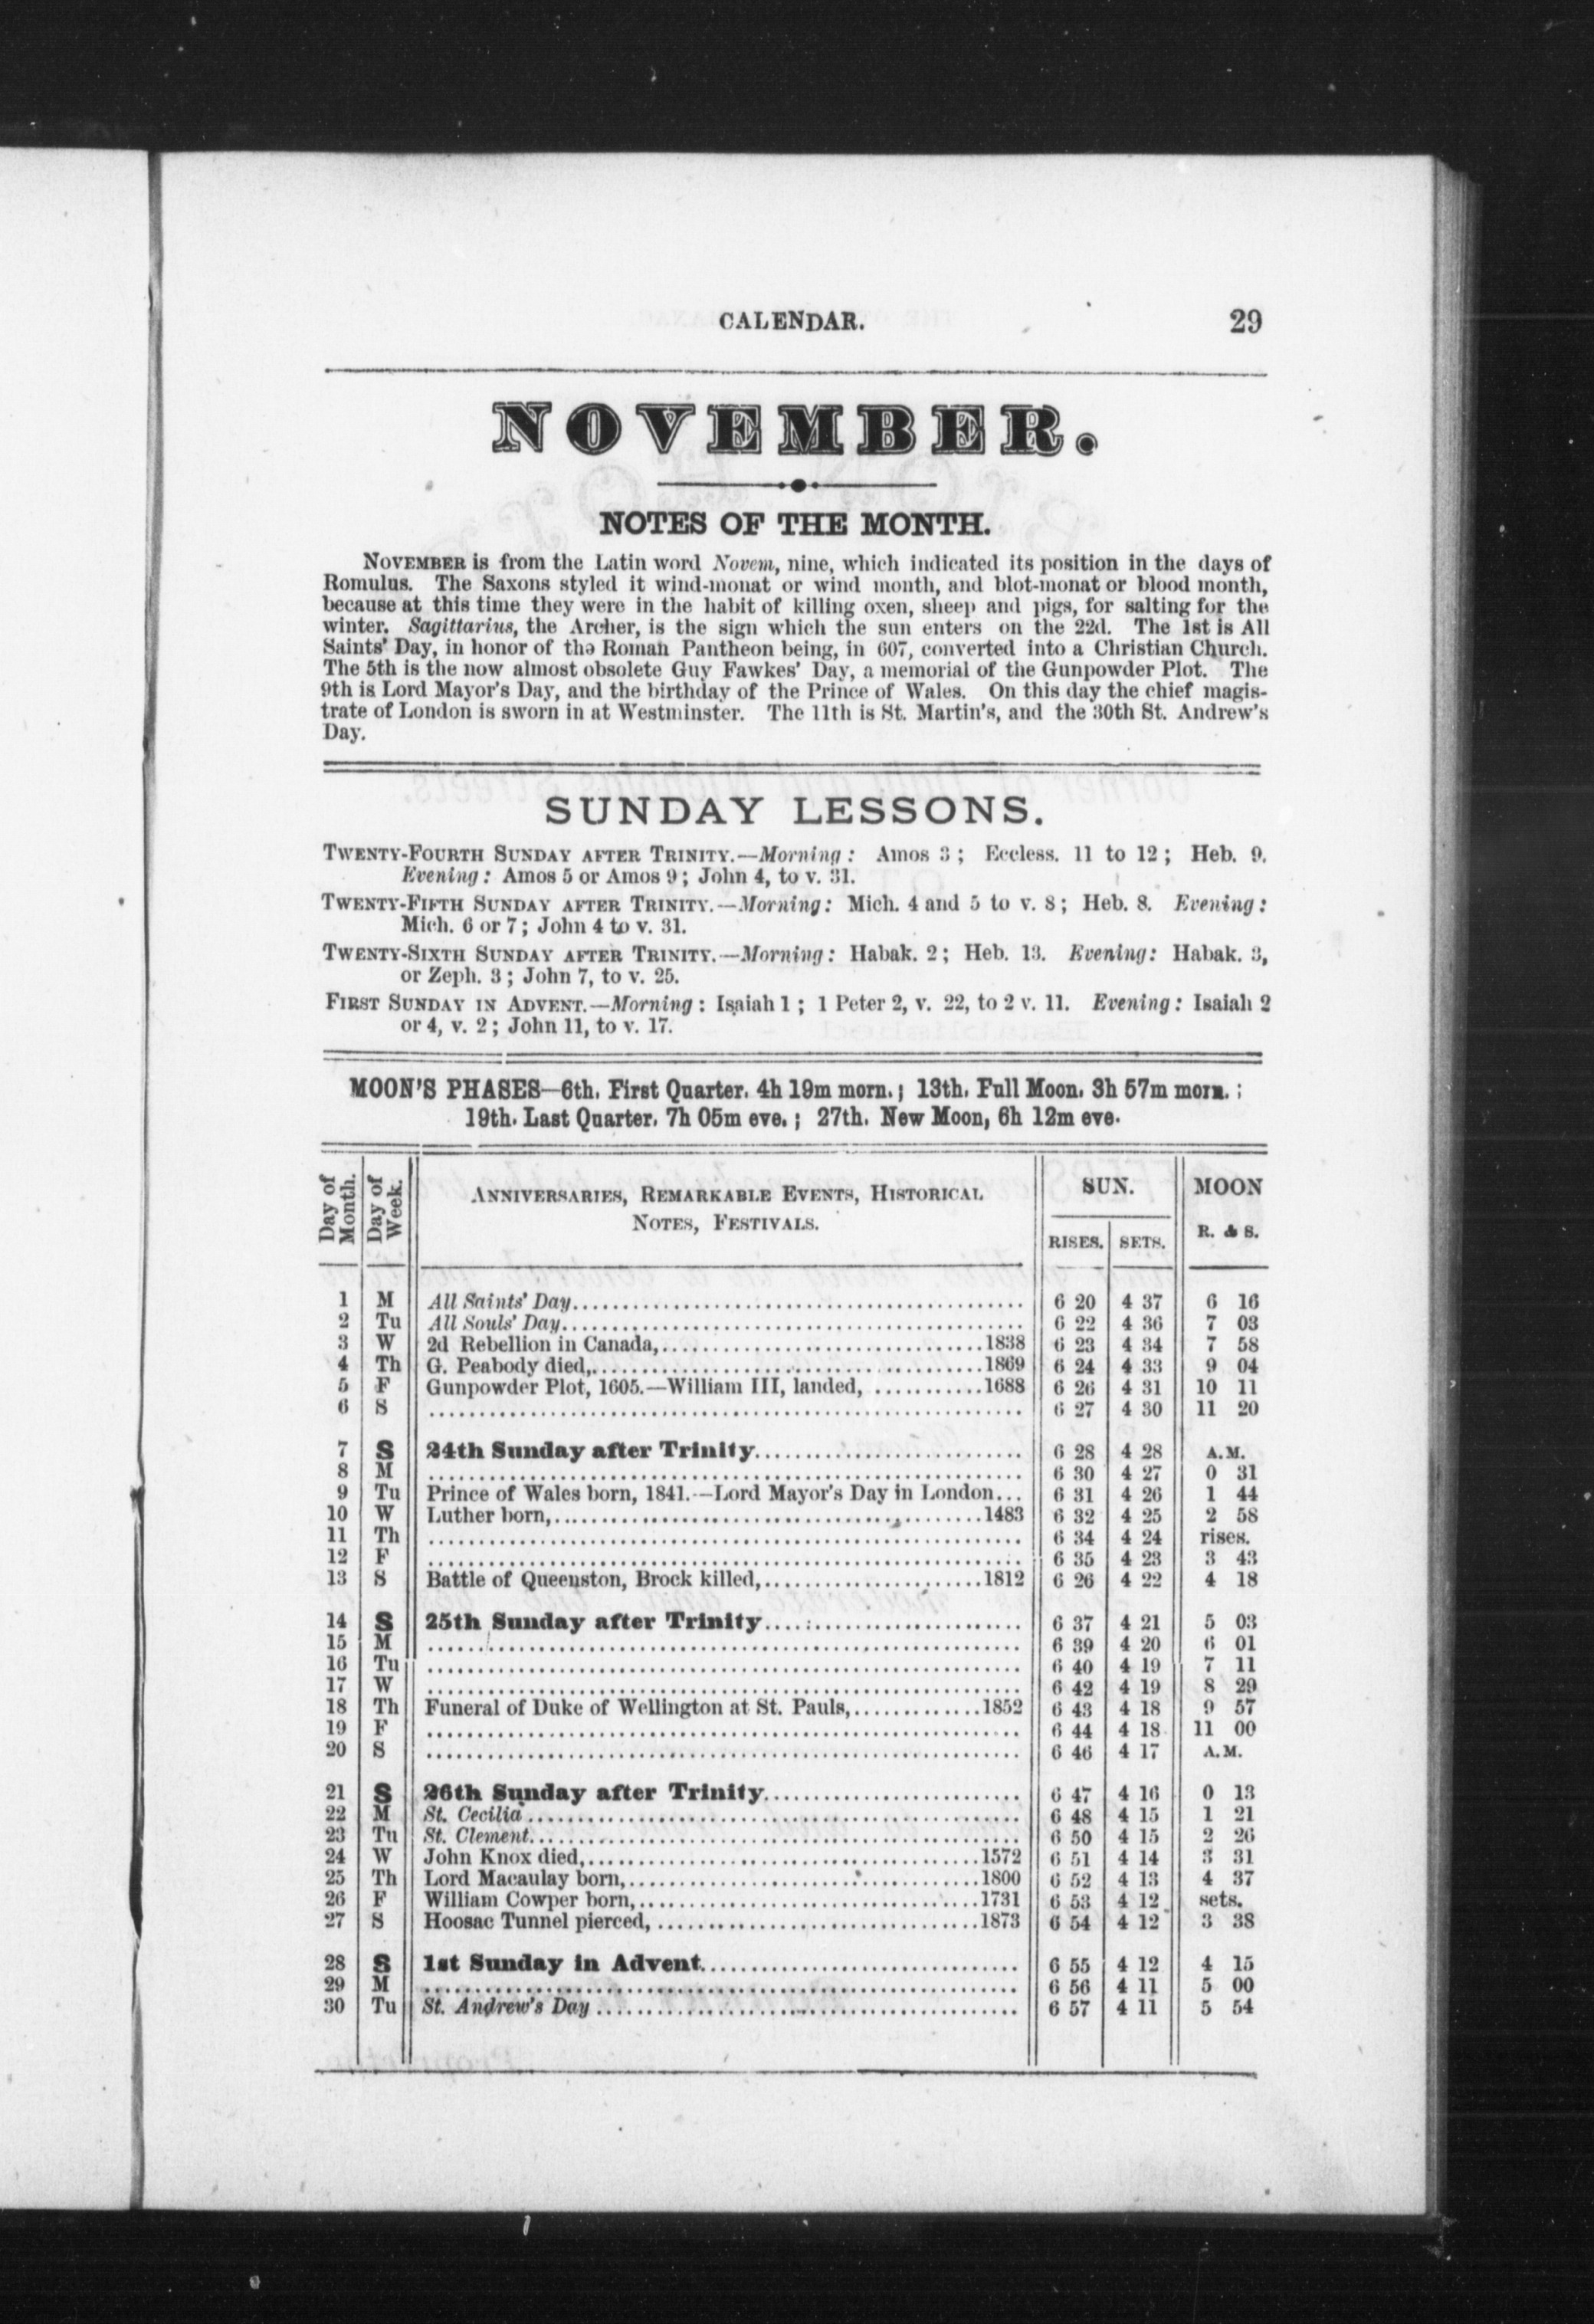 CALENDAR. 29
NOVEMBER.
NOTES OF THE MONTH.
NOVEMBER is from the Latin word Novem, nine, which indicated its position in the days of
Romulus. The Saxons styled it wind-monat or wind month, and blot-monat or blood month,
because at this time they were in the habit of killing oxen, sheep and pigs, for salting for the
winter. Sagittarius, the Archer, is the sign which the sun enters on the 22d. The 1st is All
Saints' Day, in honor of the Roman Pantheon being, in 607, converted into a Christian Church.
The 5th is the now almost obsolete Guy Fawkes' Day, a memorial of the Gunpowder Plot. The
9th is Lord Mayor's Day, and the birthday of the Prince of Wales. On this day the chief magis-
trate of London is sworn in at Westminster. The 11th is St. Martin's, and the 30th St. Andrew's
Day.
SUNDAY LESSONS.
TWENTY-FOURTH SUNDAY AFTER TRINITY.—Morning: Amos 3; Eccless. 11 to 12; Heb. 9.
Evening: Amos 5 or Amos 9; John 4, to v. 31.
TWENTY-FIFTH SUNDAY AFTER TRINITY.—Morning: Mich. 4 and 5 to v. 8; Heb. 8. Evening:
Mich. 6 or 7; John 4 to v. 31.
TWENTY-SIXTH SUNDAY AFTER TRINITY.—Morning: Habak. 2; Heb. 13. Evening: Habak. 3,
or Zeph. 3; John 7, to v. 25.
FIRST SUNDAY IN ADVENT.—Morning: Isaiah 1; 1 Peter 2, v. 22, to 2 v. 11. Evening: Isaiah 2
or 4, v. 2; John 11, to v. 17.
MOON'S PHASES—6th. First Quarter. 4h 19m morn.; 13th. Full Moon. 3h 57m morn.;
19th. Last Quarter. 7h 05m eve.; 27th. New Moon, 6h 12m eve.
Day of Month. Day of Week. ANNIVERSARIES, REMARKABLE EVENTS, HISTORICAL NOTES, FESTIVALS. SUN. RISES. SETS. MOON R. & S.
1 M All Saints' Day 6 20 4 37 6 16
2 Tu All Souls' Day 6 22 4 36 7 03
3 W 2d Rebellion in Canada, 1838 6 23 4 34 7 58
4 Th G. Peabody died, 1869 6 24 4 33 9 04
5 F Gunpowder Plot, 1605.—William III, landed, 1688 6 26 4 31 10 11
6 S 6 27 4 30 11 20
7 S 24th Sunday after Trinity 6 28 4 28 A.M.
8 M 6 30 4 27 0 31
9 Tu Prince of Wales born, 1841.—Lord Mayor's Day in London... 6 31 4 26 1 44
10 W Luther born, 1483 6 32 4 25 2 58
11 Th 6 34 4 24 rises.
12 F 6 35 4 23 3 43
13 S Battle of Queenston, Brock killed, 1812 6 26 4 22 4 18
14 S 25th Sunday after Trinity 6 37 4 21 5 03
15 M 6 39 4 20 6 01
16 Tu 6 40 4 19 7 11
17 W 6 42 4 19 8 29
18 Th Funeral of Duke of Wellington at St. Pauls, 1852 6 43 4 18 9 57
19 F 6 44 4 18 11 00
20 S 6 46 4 17 A.M.
21 S 26th Sunday after Trinity 6 47 4 16 0 13
22 M St. Cecilia 6 48 4 15 1 21
23 Tu St. Clement 6 50 4 15 2 26
24 W John Knox died, 1572 6 51 4 14 3 31
25 Th Lord Macaulay born, 1800 6 52 4 13 4 37
26 F William Cowper born, 1731 6 53 4 12 sets.
27 S Hoosac Tunnel pierced, 1873 6 54 4 12 3 38
28 S 1st Sunday in Advent 6 55 4 12 4 15
29 M 6 56 4 11 5 00
30 Tu St. Andrew's Day 6 57 4 11 5 54